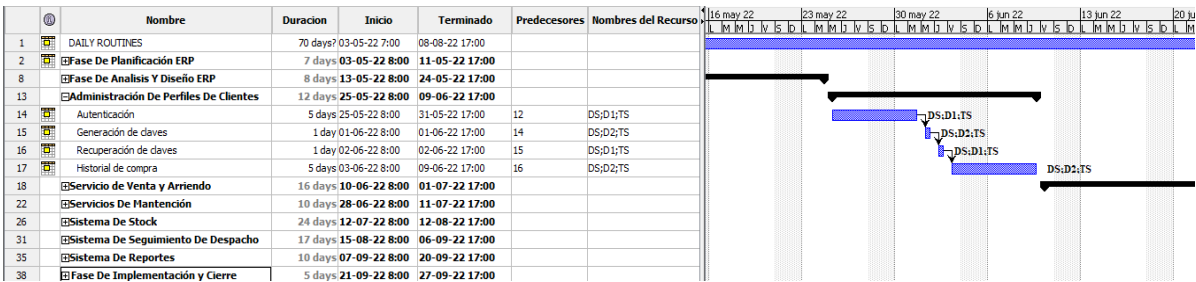 Nombre Duracion Inicio Terminado Predecesores Nombres del Recurso
16 may 22 23 may 22 30 may 22 6 jun 22 13 jun 22 20 ju
L M M J V S D L M M J V S D L M M J V S D L M M J V S D L M M J V S D L M
1 DAILY ROUTINES 70 days? 03-05-22 7:00 08-08-22 17:00
2 Fase De Planificación ERP 7 days 03-05-22 8:00 11-05-22 17:00
8 Fase De Analisis Y Diseño ERP 8 days 13-05-22 8:00 24-05-22 17:00
13 Administración De Perfiles De Clientes 12 days 25-05-22 8:00 09-06-22 17:00
14 Autenticación 5 days 25-05-22 8:00 31-05-22 17:00 12 DS;D1;TS DS;D1;TS
15 Generación de claves 1 day 01-06-22 8:00 01-06-22 17:00 14 DS;D2;TS DS;D2;TS
16 Recuperación de claves 1 day 02-06-22 8:00 02-06-22 17:00 15 DS;D1;TS DS;D1;TS
17 Historial de compra 5 days 03-06-22 8:00 09-06-22 17:00 16 DS;D2;TS DS;D2;TS
18 Servicio de Venta y Arriendo 16 days 10-06-22 8:00 01-07-22 17:00
22 Servicios De Mantención 10 days 28-06-22 8:00 11-07-22 17:00
26 Sistema De Stock 24 days 12-07-22 8:00 12-08-22 17:00
31 Sistema De Seguimiento De Despacho 17 days 15-08-22 8:00 06-09-22 17:00
35 Sistema De Reportes 10 days 07-09-22 8:00 20-09-22 17:00
38 Fase De Implementación y Cierre 5 days 21-09-22 8:00 27-09-22 17:00